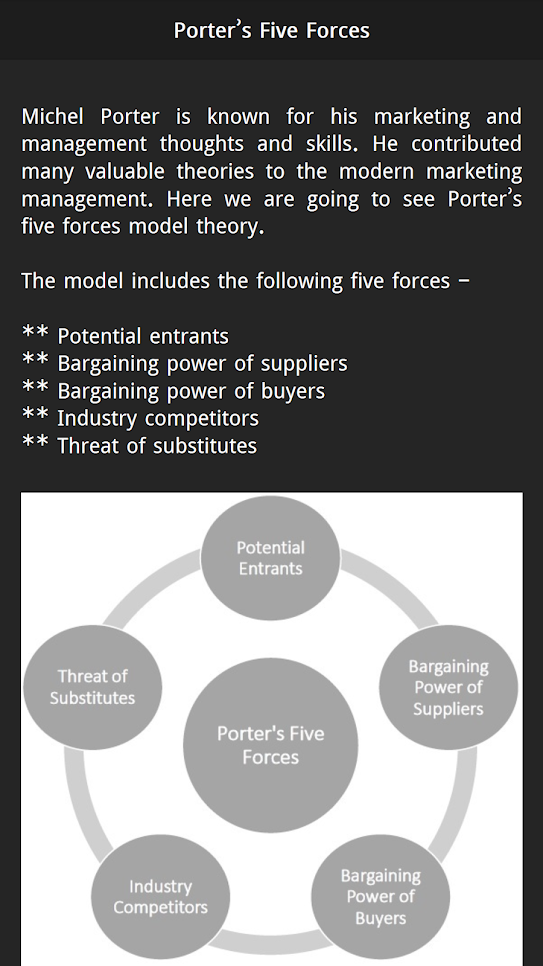 Porter’s Five Forces
Michel Porter is known for his marketing and
management thoughts and skills. He contributed
many valuable theories to the modern marketing
management. Here we are going to see Porter’s
five forces model theory.
The model includes the following five forces −
** Potential entrants
** Bargaining power of suppliers
** Bargaining power of buyers
** Industry competitors
** Threat of substitutes
Potential
Entrants
Threat of
Substitutes
Bargaining
Power of
Suppliers
Porter's Five
Forces
Industry
Competitors
Bargaining
Power of
Buyers